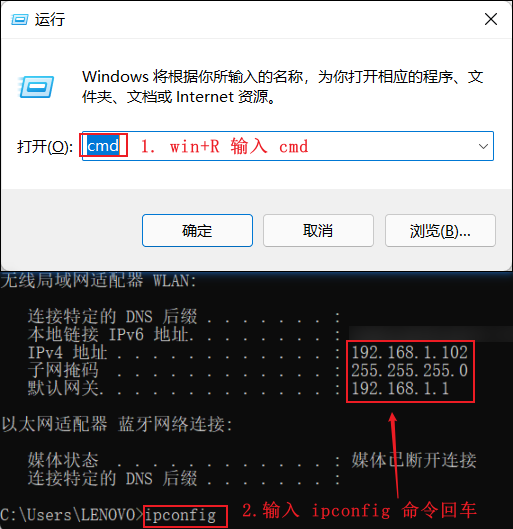 运行
Windows 将根据你所输入的名称，为你打开相应的程序、文
件夹、文档或 Internet 资源。
打开(O): cmd 1. win+R 输入 cmd
确定 取消 浏览(B)...
无线局域网适配器 WLAN:
连接特定的 DNS 后缀 . . . . . . . :
本地链接 IPv6 地址. . . . . . . . :
IPv4 地址 . . . . . . . . . . . . : 192.168.1.102
子网掩码 . . . . . . . . . . . . : 255.255.255.0
默认网关. . . . . . . . . . . . . : 192.168.1.1
以太网适配器 蓝牙网络连接:
媒体状态 . . . . . . . . . . . . : 媒体已断开连接
连接特定的 DNS 后缀 . . . . . . . :
C:\Users\LENOVO>ipconfig 2.输入 ipconfig 命令回车